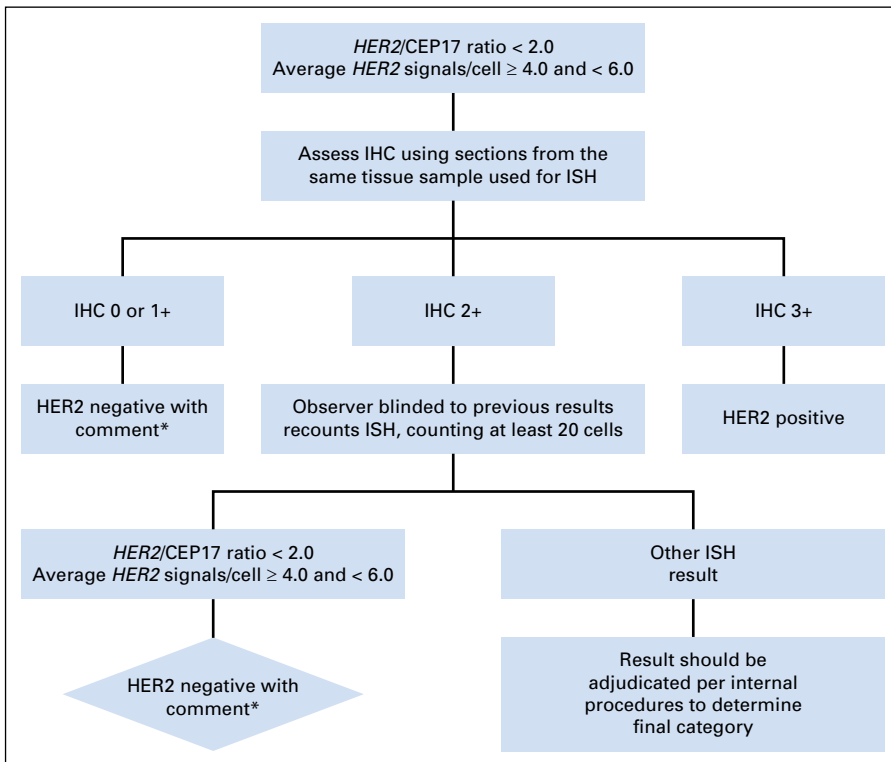 HER2/CEP17 ratio < 2.0
Average HER2 signals/cell ≥ 4.0 and < 6.0
Assess IHC using sections from the
same tissue sample used for ISH
IHC 0 or 1+
IHC 2+
IHC 3+
HER2 negative with
comment*
Observer blinded to previous results
recounts ISH, counting at least 20 cells
HER2 positive
HER2/CEP17 ratio < 2.0
Average HER2 signals/cell ≥ 4.0 and < 6.0
Other ISH
result
HER2 negative with
comment*
Result should be
adjudicated per internal
procedures to determine
final category